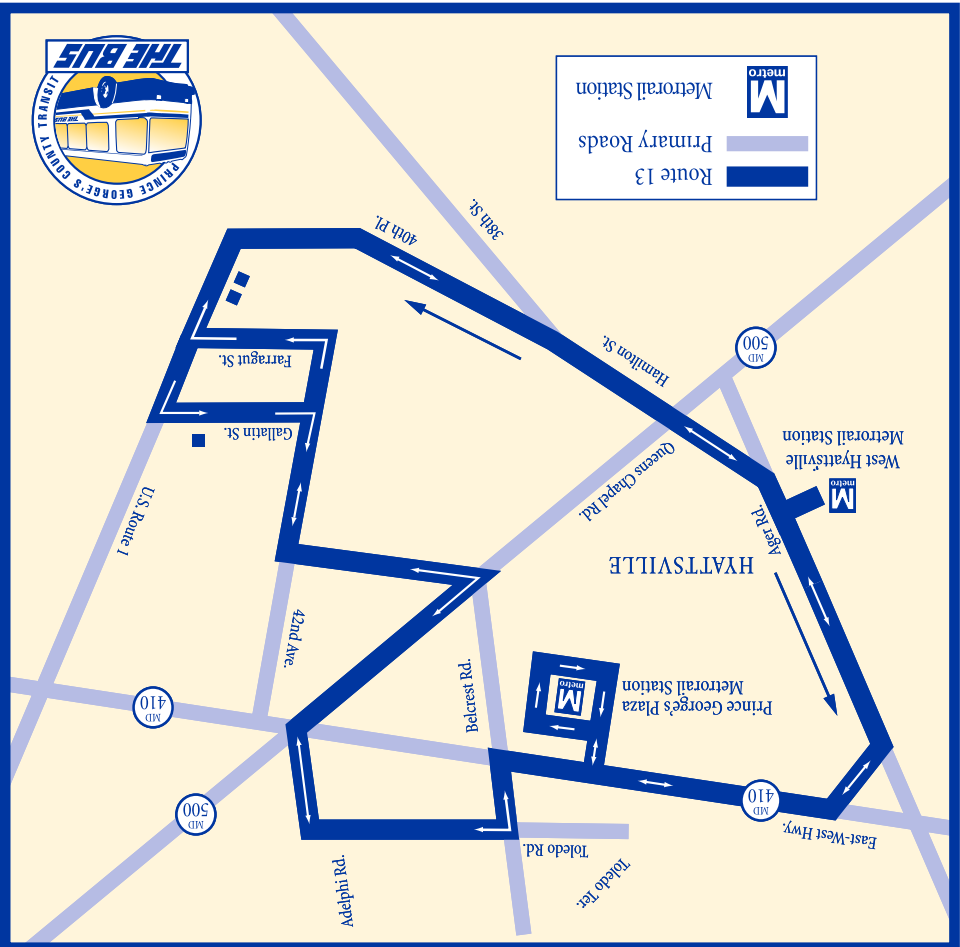 Toledo Ter.
Adelphi Rd.
East-West Hwy.
Toledo Rd.
MD
410
MD
500
Prince George's Plaza
Metrorail Station
M
metro
Belcrest Rd.
MD
410
42nd Ave.
HYATTSVILLE
Ager Rd.
U.S. Route 1
M
metro
West Hyattsville
Metrorail Station
Queens Chapel Rd.
Gallatin St.
Hamilton St.
Farragut St.
MD
500
40th Pl.
38th St.
Route 13
Primary Roads
M
metro
Metrorail Station
PRINCE GEORGE'S COUNTY TRANSIT
THE BUS
THE BUS